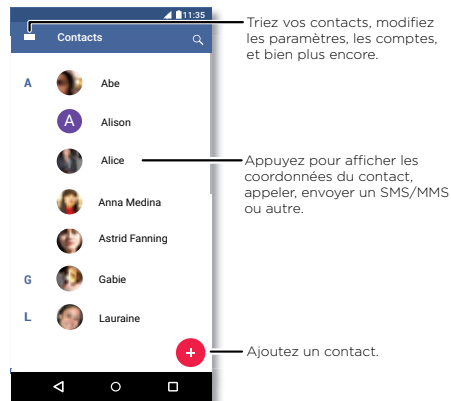 11:35
Contacts
Triez vos contacts, modifiez
les paramètres, les comptes,
et bien plus encore.
A
Abe
A
Alison
Alice
Appuyez pour afficher les
coordonnées du contact,
appeler, envoyer un SMS/MMS
ou autre.
Anna Medina
Astrid Fanning
G
Gabie
L
Lauraine
Ajoutez un contact.